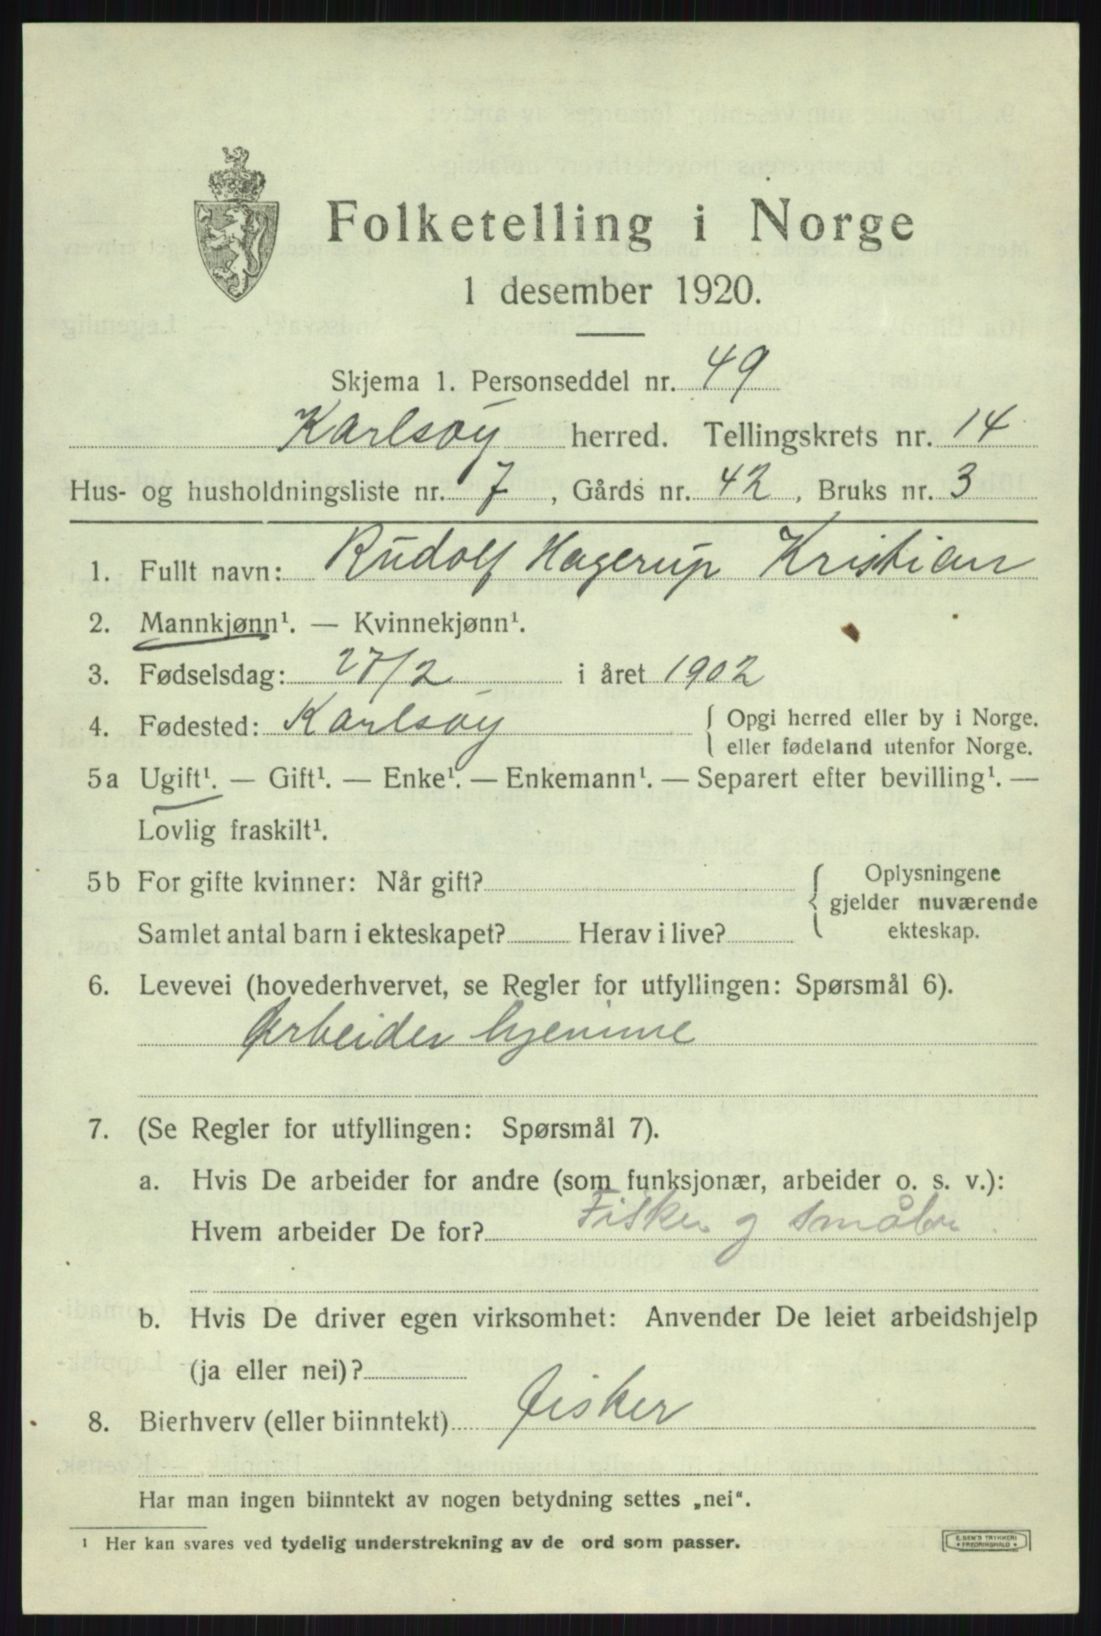 Folketelling i Norge
1 desember 1920.
Skjema 1. Personseddel nr. 49
Karlsøy herred. Tellingskrets nr. 14
Hus- og husholdningsliste nr. 7, Gårds nr. 42, Bruks nr. 3
1. Fullt navn: Rudolf Hagerup Kristian
2. Mannkjønn¹. — Kvinnekjønn¹.
3. Fødselsdag: 27/2 i året 1902
4. Fødested: Karlsøy { Opgi herred eller by i Norge.
eller fødeland utenfor Norge.
5a Ugift¹. — Gift¹. — Enke¹. — Enkemann¹. — Separert efter bevilling¹. —
Lovlig fraskilt¹.
5b For gifte kvinner: Når gift? { Oplysningene
gjelder nuværende
ekteskap.
Samlet antal barn i ekteskapet? Herav i live?
6. Levevei (hovederhvervet, se Regler for utfyllingen: Spørsmål 6).
Arbeider hjemme
7. (Se Regler for utfyllingen: Spørsmål 7).
a. Hvis De arbeider for andre (som funksjonær, arbeider o. s. v.):
Hvem arbeider De for? Fisker g småbr.
b. Hvis De driver egen virksomhet: Anvender De leiet arbeidshjelp
(ja eller nei)?
8. Bierhverv (eller biinntekt) fisker
Har man ingen biinntekt av nogen betydning settes „nei".
¹ Her kan svares ved tydelig understrekning av de ord som passer.